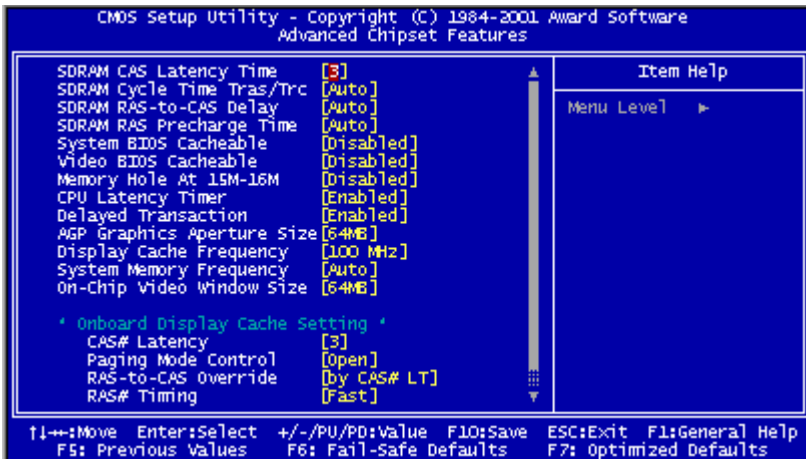 CMOS Setup Utility - Copyright (C) 1984-2001 Award Software
Advanced Chipset Features
SDRAM CAS Latency Time [3]
SDRAM Cycle Time Tras/Trc [Auto]
SDRAM RAS-to-CAS Delay [Auto]
SDRAM RAS Precharge Time [Auto]
System BIOS Cacheable [Disabled]
Video BIOS Cacheable [Disabled]
Memory Hole At 15M-16M [Disabled]
CPU Latency Timer [Enabled]
Delayed Transaction [Enabled]
AGP Graphics Aperture Size[64MB]
Display Cache Frequency [100 MHz]
System Memory Frequency [Auto]
On-Chip Video Window Size [64MB]
* Onboard Display Cache Setting *
CAS# Latency [3]
Paging Mode Control [Open]
RAS-to-CAS Override [by CAS# LT]
RAS# Timing [Fast]
Item Help
Menu Level ►
↑↓→←:Move Enter:Select +/-/PU/PD:Value F10:Save ESC:Exit F1:General Help
F5: Previous Values F6: Fail-Safe Defaults F7: Optimized Defaults